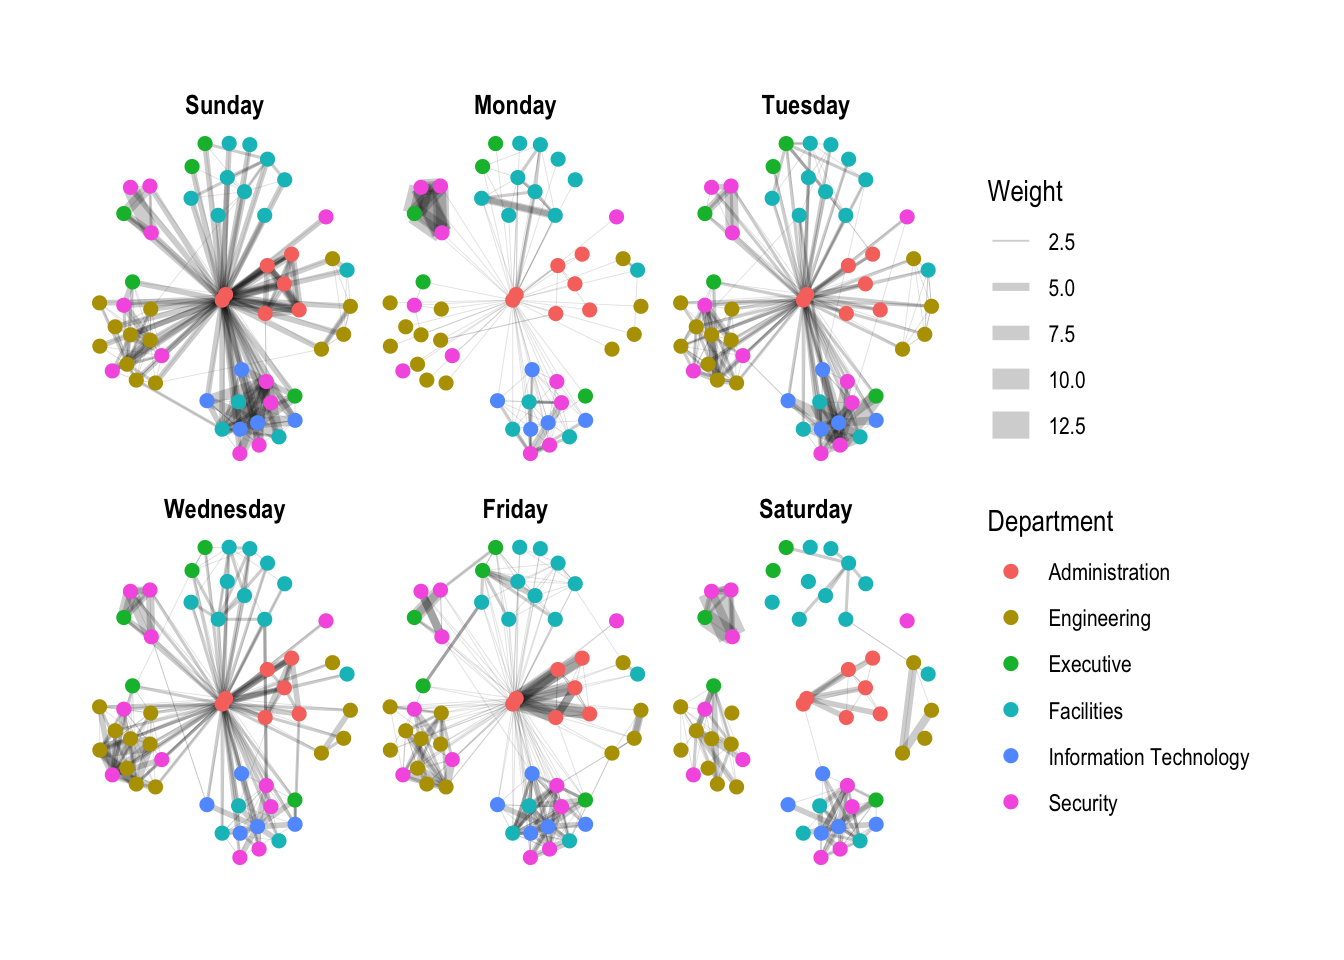 Sunday
Monday
Tuesday
Wednesday
Friday
Saturday
Weight
2.5
5.0
7.5
10.0
12.5
Department
Administration
Engineering
Executive
Facilities
Information Technology
Security